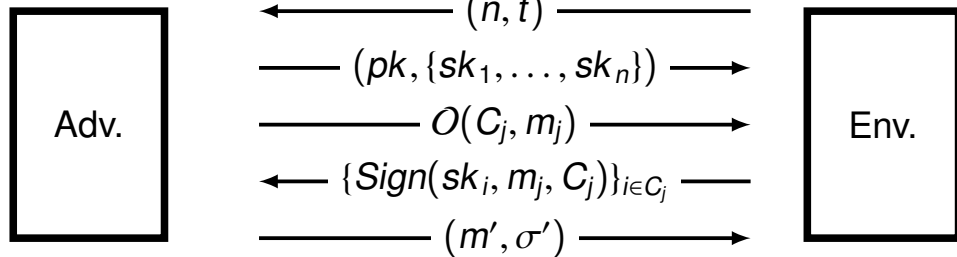 (n, t)
(pk, {sk₁, . . . , skₙ})
Adv.
𝒪(Cⱼ, mⱼ)
Env.
{Sign(skᵢ, mⱼ, Cⱼ)}ᵢ∈Cⱼ
(m′, σ′)